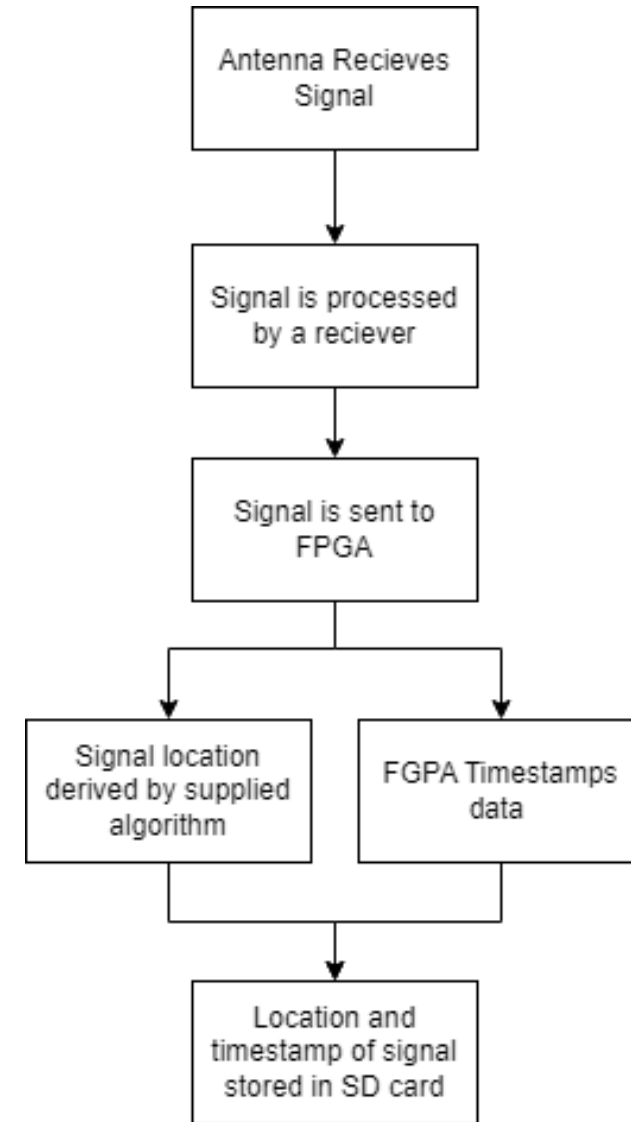 Antenna Recieves
Signal
Signal is processed
by a reciever
Signal is sent to
FPGA
Signal location
derived by supplied
algorithm
FGPA Timestamps
data
Location and
timestamp of signal
stored in SD card